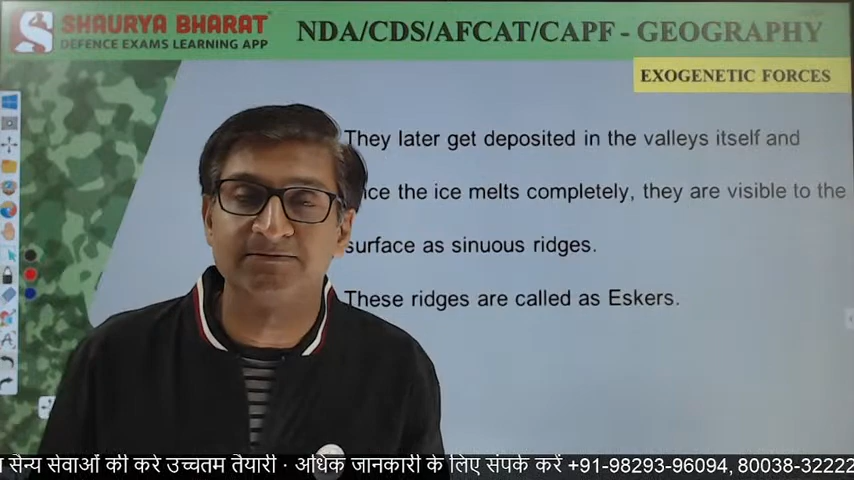 SHAURYA BHARAT
DEFENCE EXAMS LEARNING APP
NDA/CDS/AFCAT/CAPF - GEOGRAPHY
EXOGENETIC FORCES
They later get deposited in the valleys itself and
the ice melts completely, they are visible to the
surface as sinuous ridges.
These ridges are called as Eskers.
सैन्य सेवाओं की करे उच्चतम तैयारी · अधिक जानकारी के लिए संपर्क करें +91-98293-96094, 80038-32222